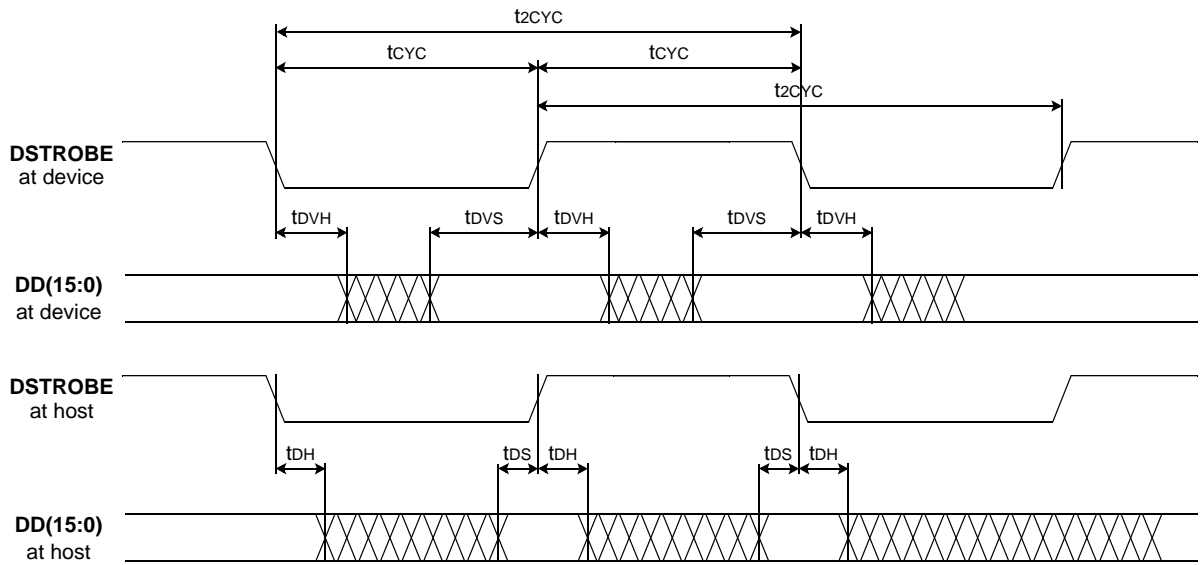 t2CYC
tCYC tCYC
t2CYC
DSTROBE
at device
tDVH tDVS tDVH tDVS tDVH
DD(15:0)
at device
DSTROBE
at host
tDH tDS tDH tDS tDH
DD(15:0)
at host